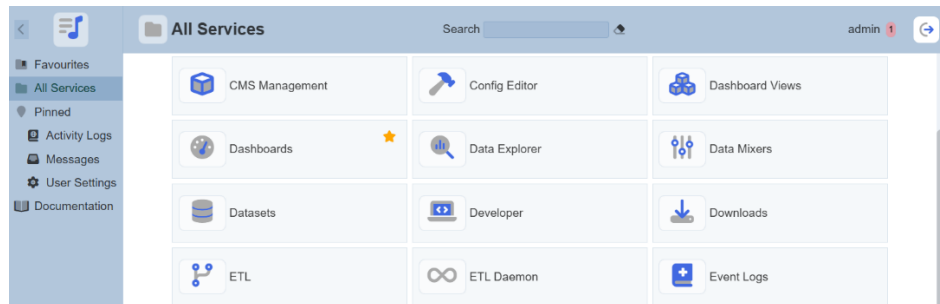 All Services
Search
admin 1
Favourites
All Services
Pinned
Activity Logs
Messages
User Settings
Documentation
CMS Management
Config Editor
Dashboard Views
Dashboards
Data Explorer
Data Mixers
Datasets
Developer
Downloads
ETL
ETL Daemon
Event Logs